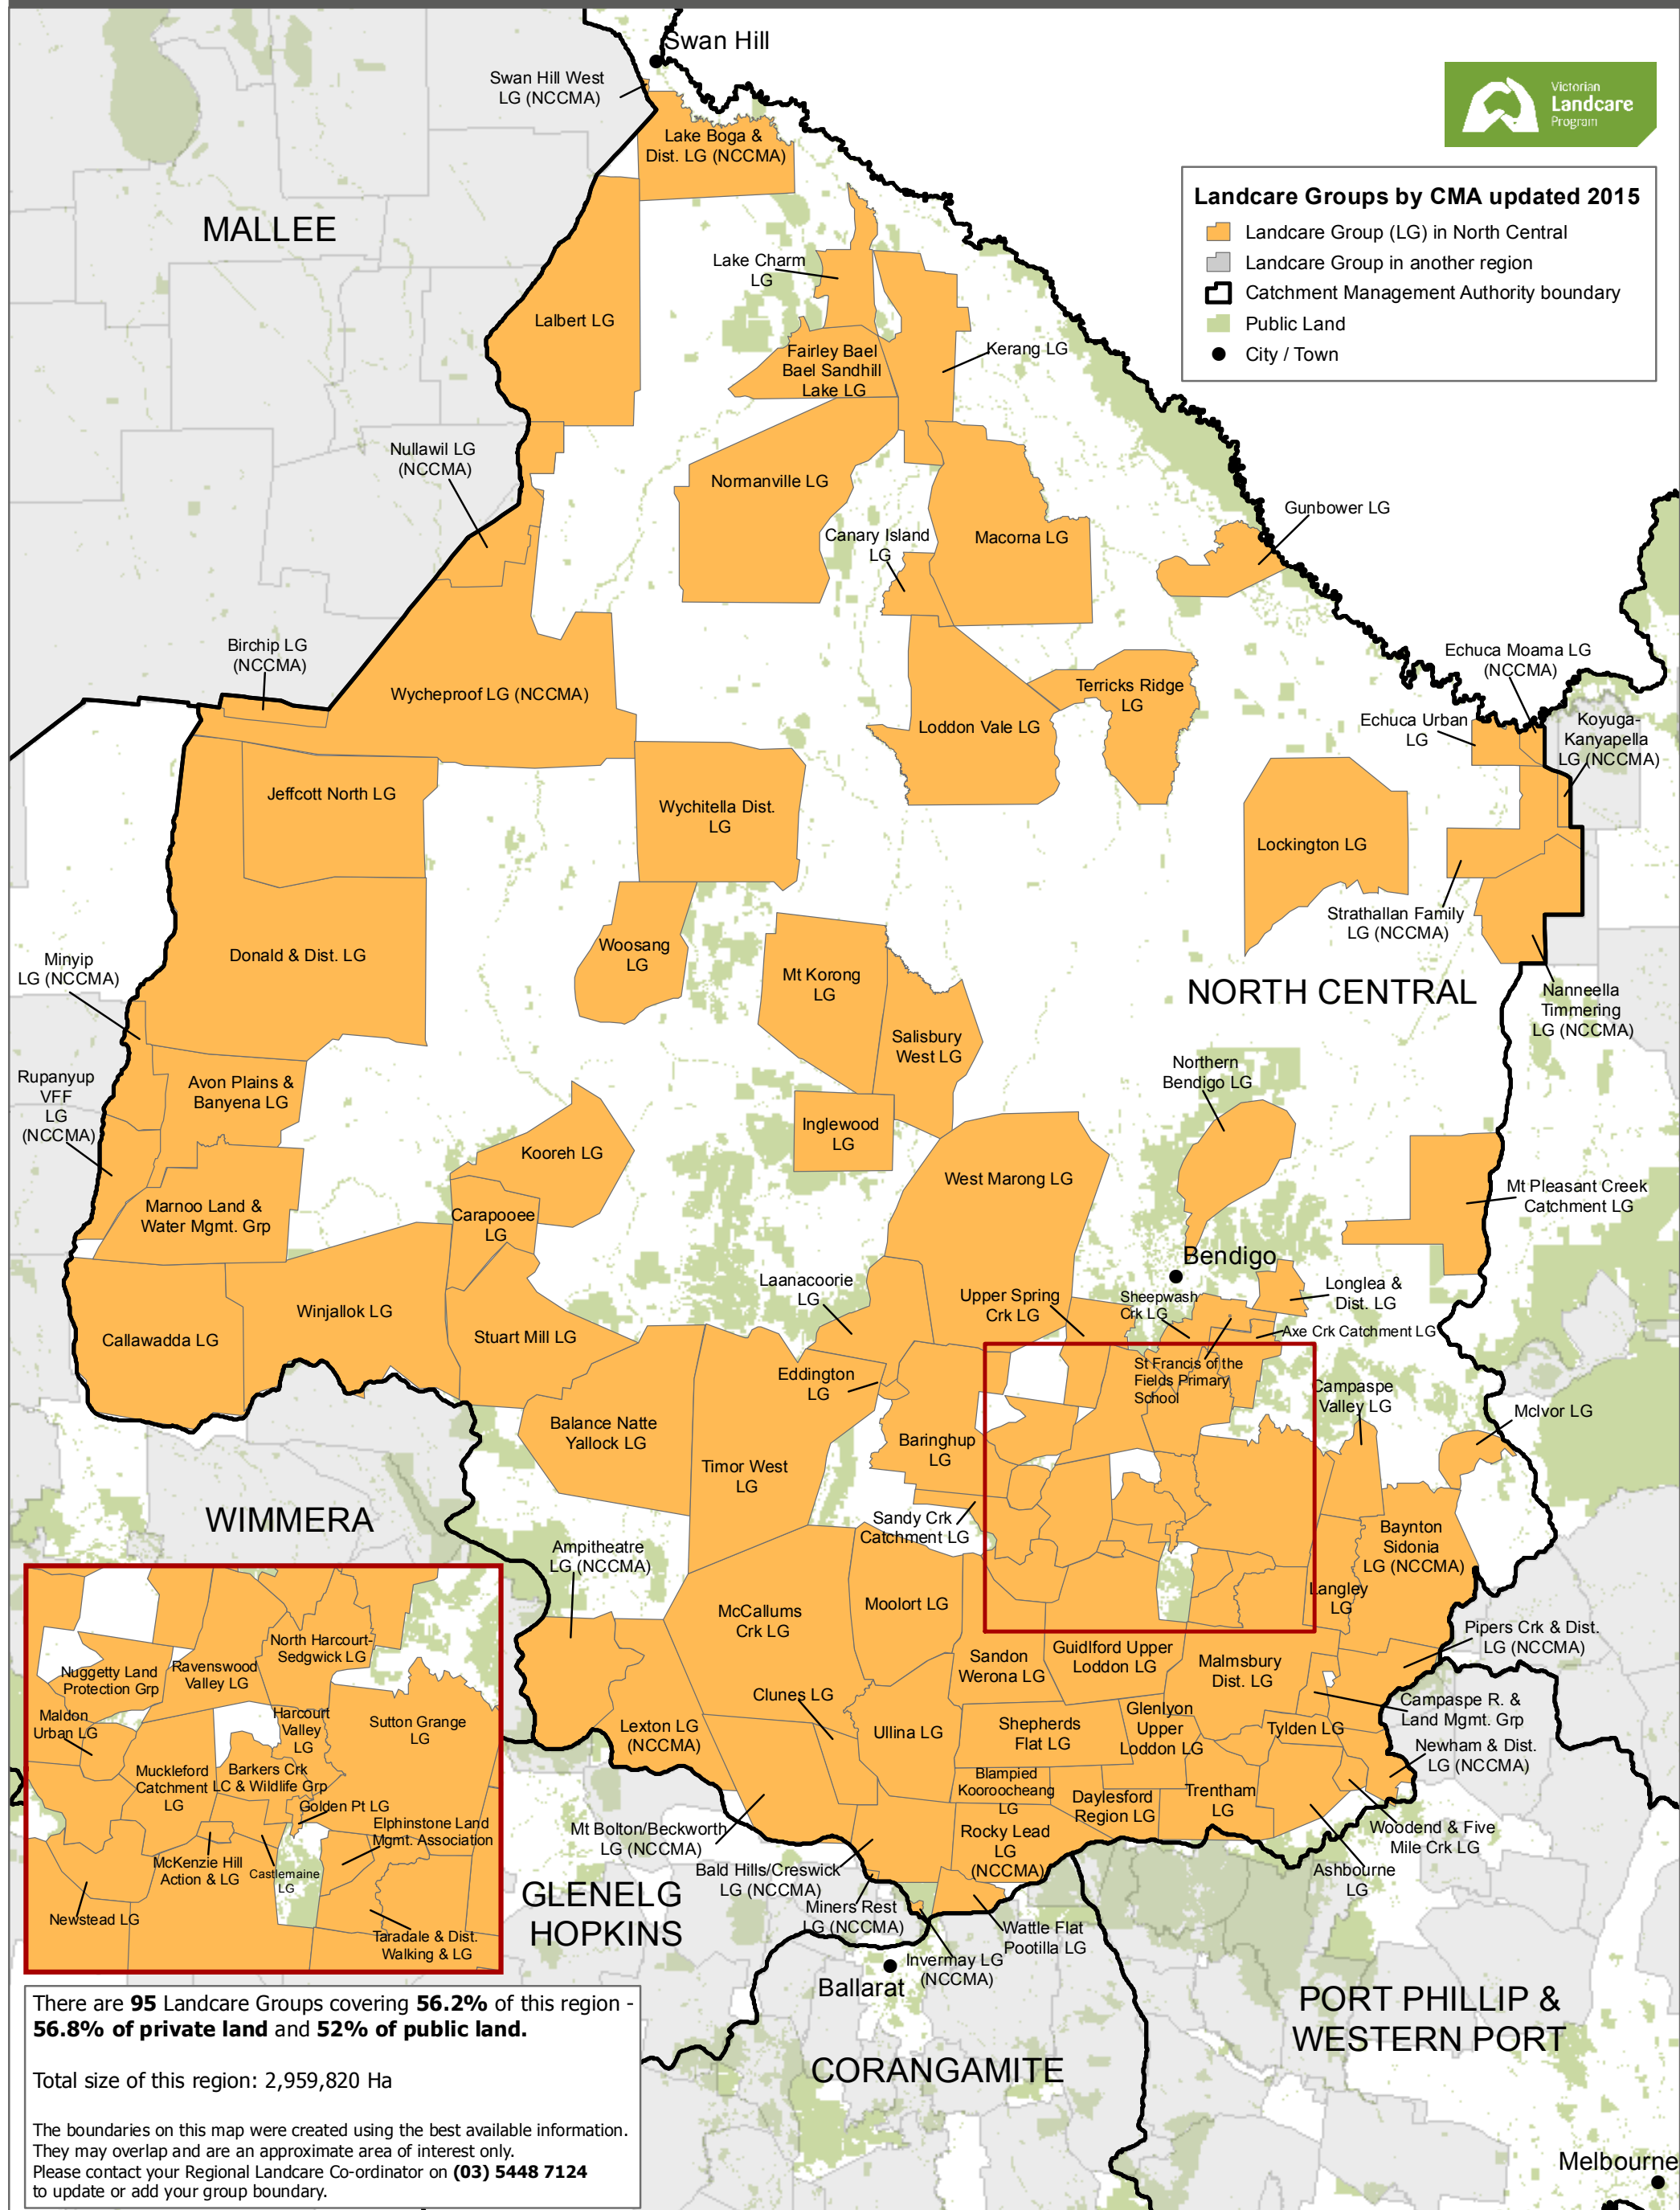 Swan Hill
Swan Hill West
LG (NCCMA)
Victorian
Landcare
Program
Lake Boga &
Dist. LG (NCCMA)
Landcare Groups by CMA updated 2015
Landcare Group (LG) in North Central
Landcare Group in another region
Catchment Management Authority boundary
Public Land
City / Town
MALLEE
Lake Charm
LG
Lalbert LG
Kerang LG
Fairley Bael
Bael Sandhill
Lake LG
Nullawil LG
(NCCMA)
Normanville LG
Gunbower LG
Canary Island
LG
Macorna LG
Birchip LG
(NCCMA)
Echuca Moama LG
(NCCMA)
Wycheproof LG (NCCMA)
Terricks Ridge
LG
Echuca Urban
LG
Koyuga-
Kanyapella
LG (NCCMA)
Loddon Vale LG
Jeffcott North LG
Wychitella Dist.
LG
Lockington LG
Strathallan Family
LG (NCCMA)
Donald & Dist. LG
Woosang
LG
Minyip
LG (NCCMA)
Mt Korong
LG
NORTH CENTRAL
Nanneella
Timmering
LG (NCCMA)
Salisbury
West LG
Northern
Bendigo LG
Rupanyup
VFF
LG
(NCCMA)
Avon Plains &
Banyena LG
Inglewood
LG
Kooreh LG
West Marong LG
Mt Pleasant Creek
Catchment LG
Marnoo Land &
Water Mgmt. Grp
Carapooee
LG
Bendigo
Laanacoorie
LG
Longlea &
Dist. LG
Winjallok LG
Upper Spring
Crk LG
Sheepwash
Crk LG
Callawadda LG
Stuart Mill LG
Axe Crk Catchment LG
Eddington
LG
St Francis of the
Fields Primary
School
Campaspe
Valley LG
McIvor LG
Balance Natte
Yallock LG
Baringhup
LG
Timor West
LG
WIMMERA
Sandy Crk
Catchment LG
Baynton
Sidonia
LG (NCCMA)
Ampitheatre
LG (NCCMA)
Langley
LG
McCallums
Crk LG
Moolort LG
Pipers Crk & Dist.
LG (NCCMA)
Sandon
Werona LG
Guidlford Upper
Loddon LG
Malmsbury
Dist. LG
North Harcourt-
Sedgwick LG
Nuggetty Land
Protection Grp
Ravenswood
Valley LG
Maldon
Urban LG
Harcourt
Valley
LG
Sutton Grange
LG
Clunes LG
Campaspe R. &
Land Mgmt. Grp
Lexton LG
(NCCMA)
Ullina LG
Shepherds
Flat LG
Glenlyon
Upper
Loddon LG
Tylden LG
Newham & Dist.
LG (NCCMA)
Muckleford
Catchment
LG
Barkers Crk
LC & Wildlife Grp
Golden Pt LG
Elphinstone Land
Mgmt. Association
Blampied
Kooroocheang
LG
Daylesford
Region LG
Trentham
LG
Mt Bolton/Beckworth
LG (NCCMA)
Rocky Lead
LG
(NCCMA)
Woodend & Five
Mile Crk LG
McKenzie Hill
Action & LG
Castlemaine
LG
Bald Hills/Creswick
LG (NCCMA)
Ashbourne
LG
GLENELG
HOPKINS
Miners Rest
LG (NCCMA)
Newstead LG
Wattle Flat
Pootilla LG
Taradale & Dist.
Walking & LG
Invermay LG
(NCCMA)
Ballarat
There are 95 Landcare Groups covering 56.2% of this region -
56.8% of private land and 52% of public land.
Total size of this region: 2,959,820 Ha
The boundaries on this map were created using the best available information.
They may overlap and are an approximate area of interest only.
Please contact your Regional Landcare Co-ordinator on (03) 5448 7124
to update or add your group boundary.
PORT PHILLIP &
WESTERN PORT
CORANGAMITE
Melbourne